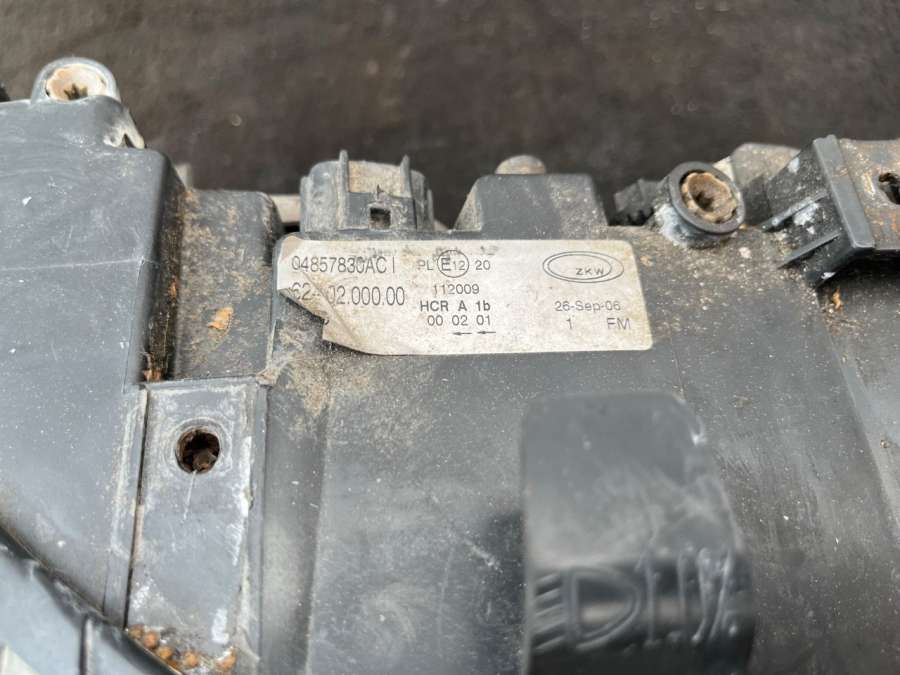 04857830AC I
02.000.00
PL E12 20
112009
HCR A 1b
00 02 01
ZKW
26-Sep-06
1 FM